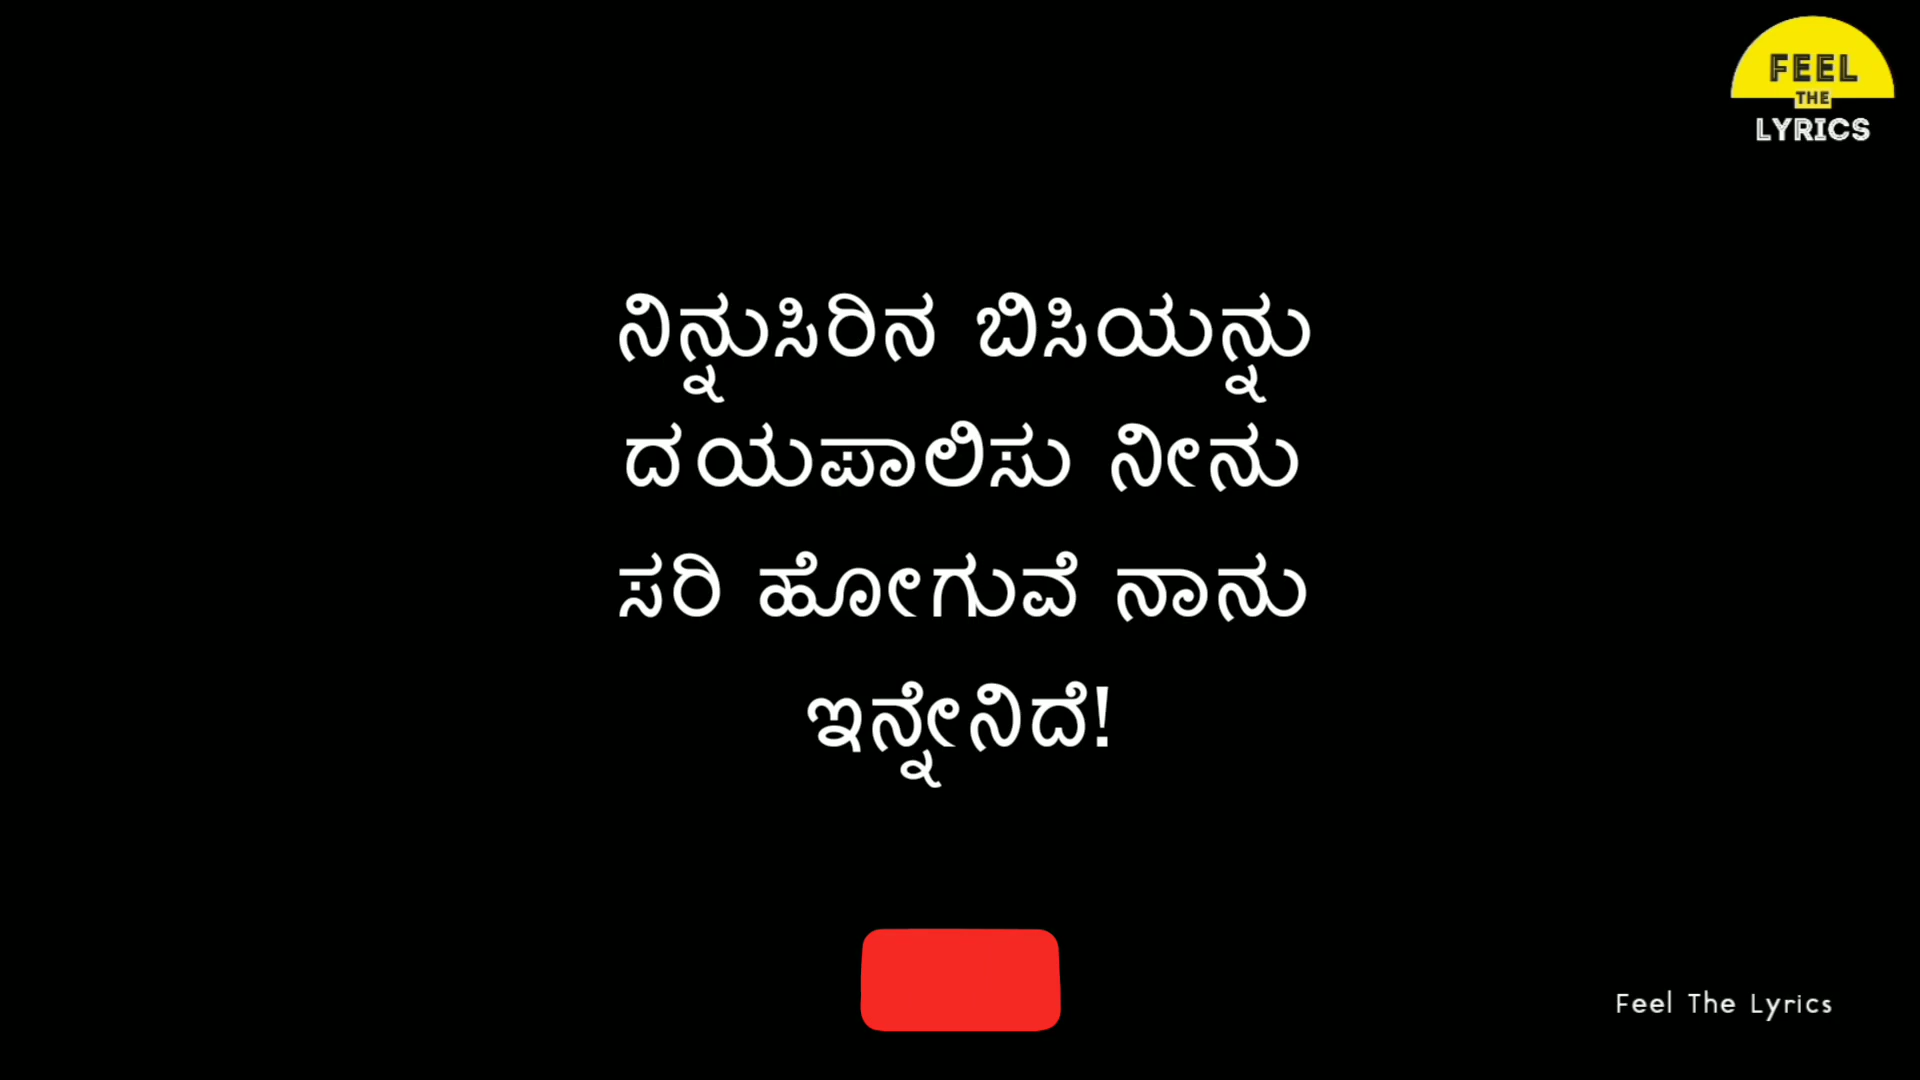 FEEL
THE
LYRICS
ನಿನ್ನುಸಿರಿನ ಬಿಸಿಯನ್ನು
ದಯಪಾಲಿಸು ನೀನು
ಸರಿ ಹೋಗುವೆ ನಾನು
ಇನ್ನೇನಿದೆ!
Feel The Lyrics